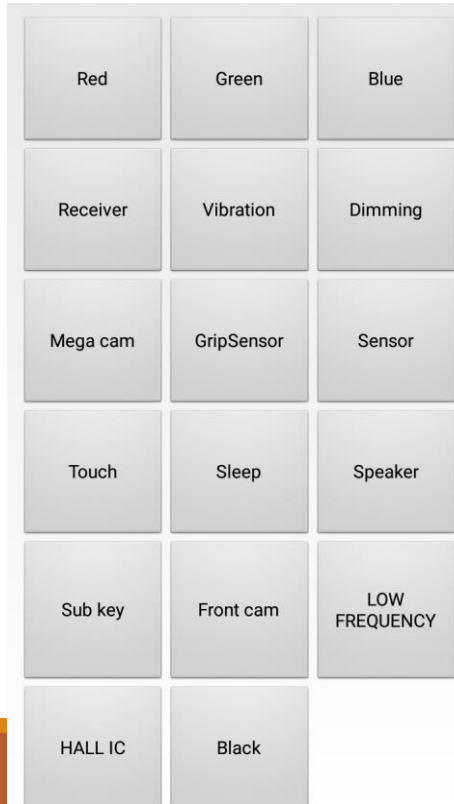 Red
Green
Blue
Receiver
Vibration
Dimming
Mega cam
GripSensor
Sensor
Touch
Sleep
Speaker
Sub key
Front cam
LOW
FREQUENCY
HALL IC
Black